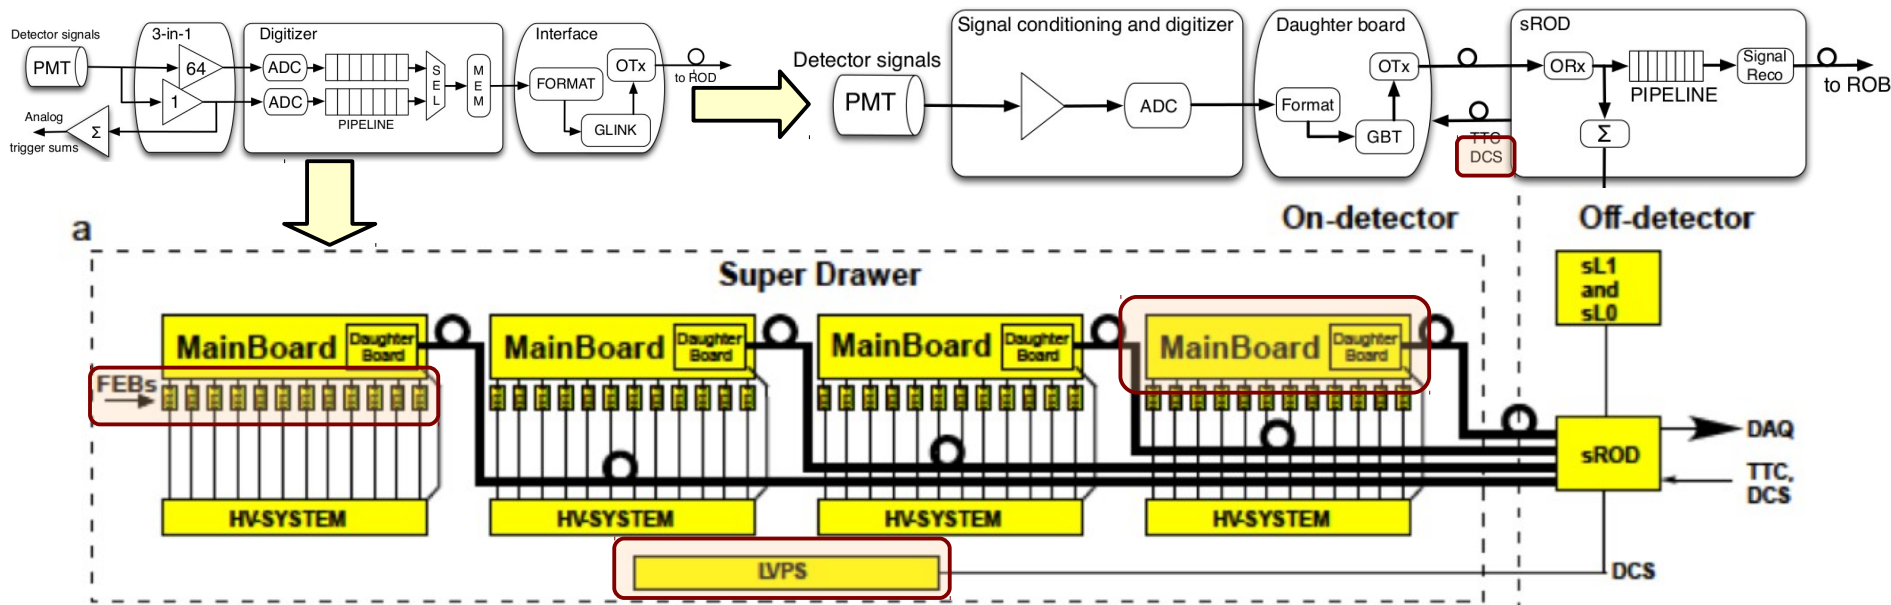 Detector signals
PMT
Analog
trigger sums
Σ
3-in-1
64
1
Digitizer
ADC
ADC
PIPELINE
SEL
MEM
Interface
FORMAT
OTx
GLINK
to ROD
Detector signals
PMT
Signal conditioning and digitizer
ADC
Daughter board
OTx
Format
GBT
TTC
DCS
sROD
ORx
PIPELINE
Signal
Reco
Σ
to ROB
a
On-detector
Off-detector
Super Drawer
sL1
and
sL0
MainBoard
Daughter
Board
MainBoard
Daughter
Board
MainBoard
Daughter
Board
MainBoard
Daughter
Board
FEBs
sROD
DAQ
TTC,
DCS
HV-SYSTEM
HV-SYSTEM
HV-SYSTEM
HV-SYSTEM
LVPS
DCS